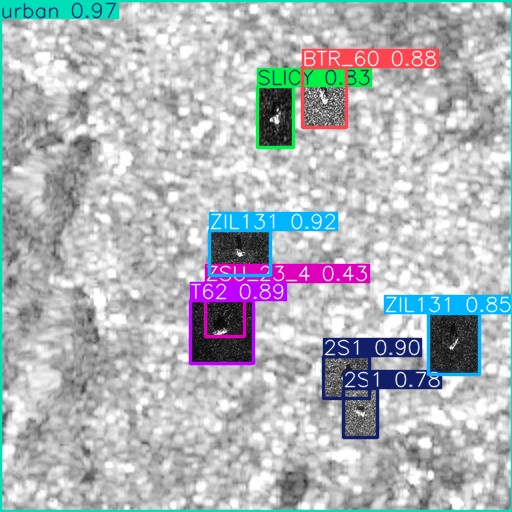 urban 0.97
BTR_60 0.88
SLICY 0.83
ZIL131 0.92
ZSU_23_4 0.43
T62 0.89
ZIL131 0.85
2S1 0.90
2S1 0.78